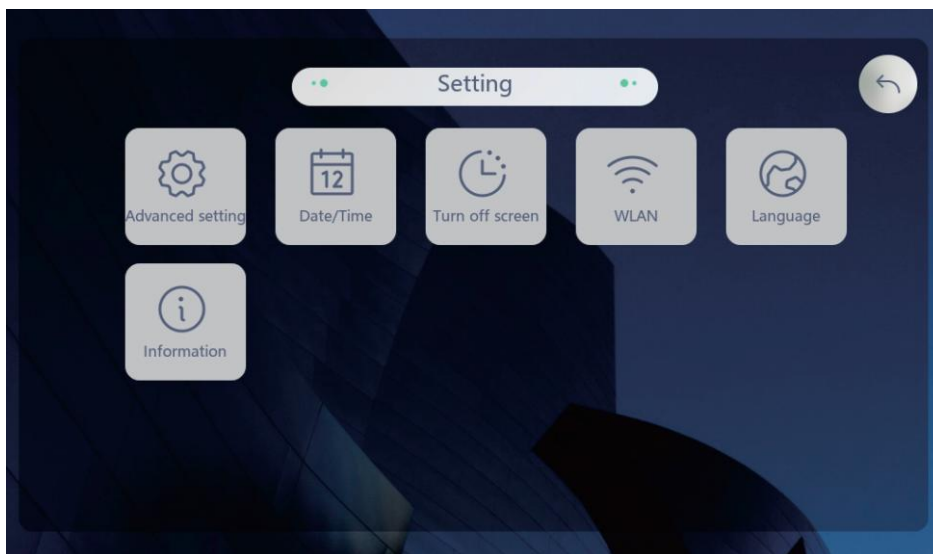 Setting
Advanced setting
12
Date/Time
Turn off screen
WLAN
Language
i
Information